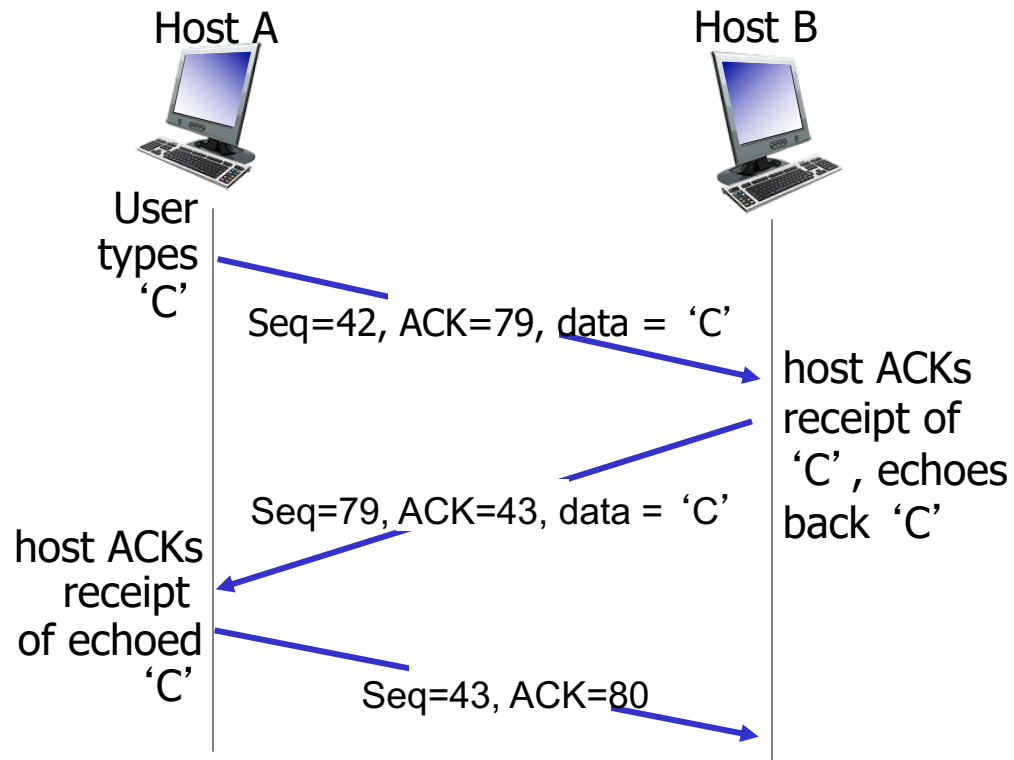 Host A
Host B
User
types
‘C’
Seq=42, ACK=79, data = ‘C’
host ACKs
receipt of
‘C’, echoes
back ‘C’
Seq=79, ACK=43, data = ‘C’
host ACKs
receipt
of echoed
‘C’
Seq=43, ACK=80